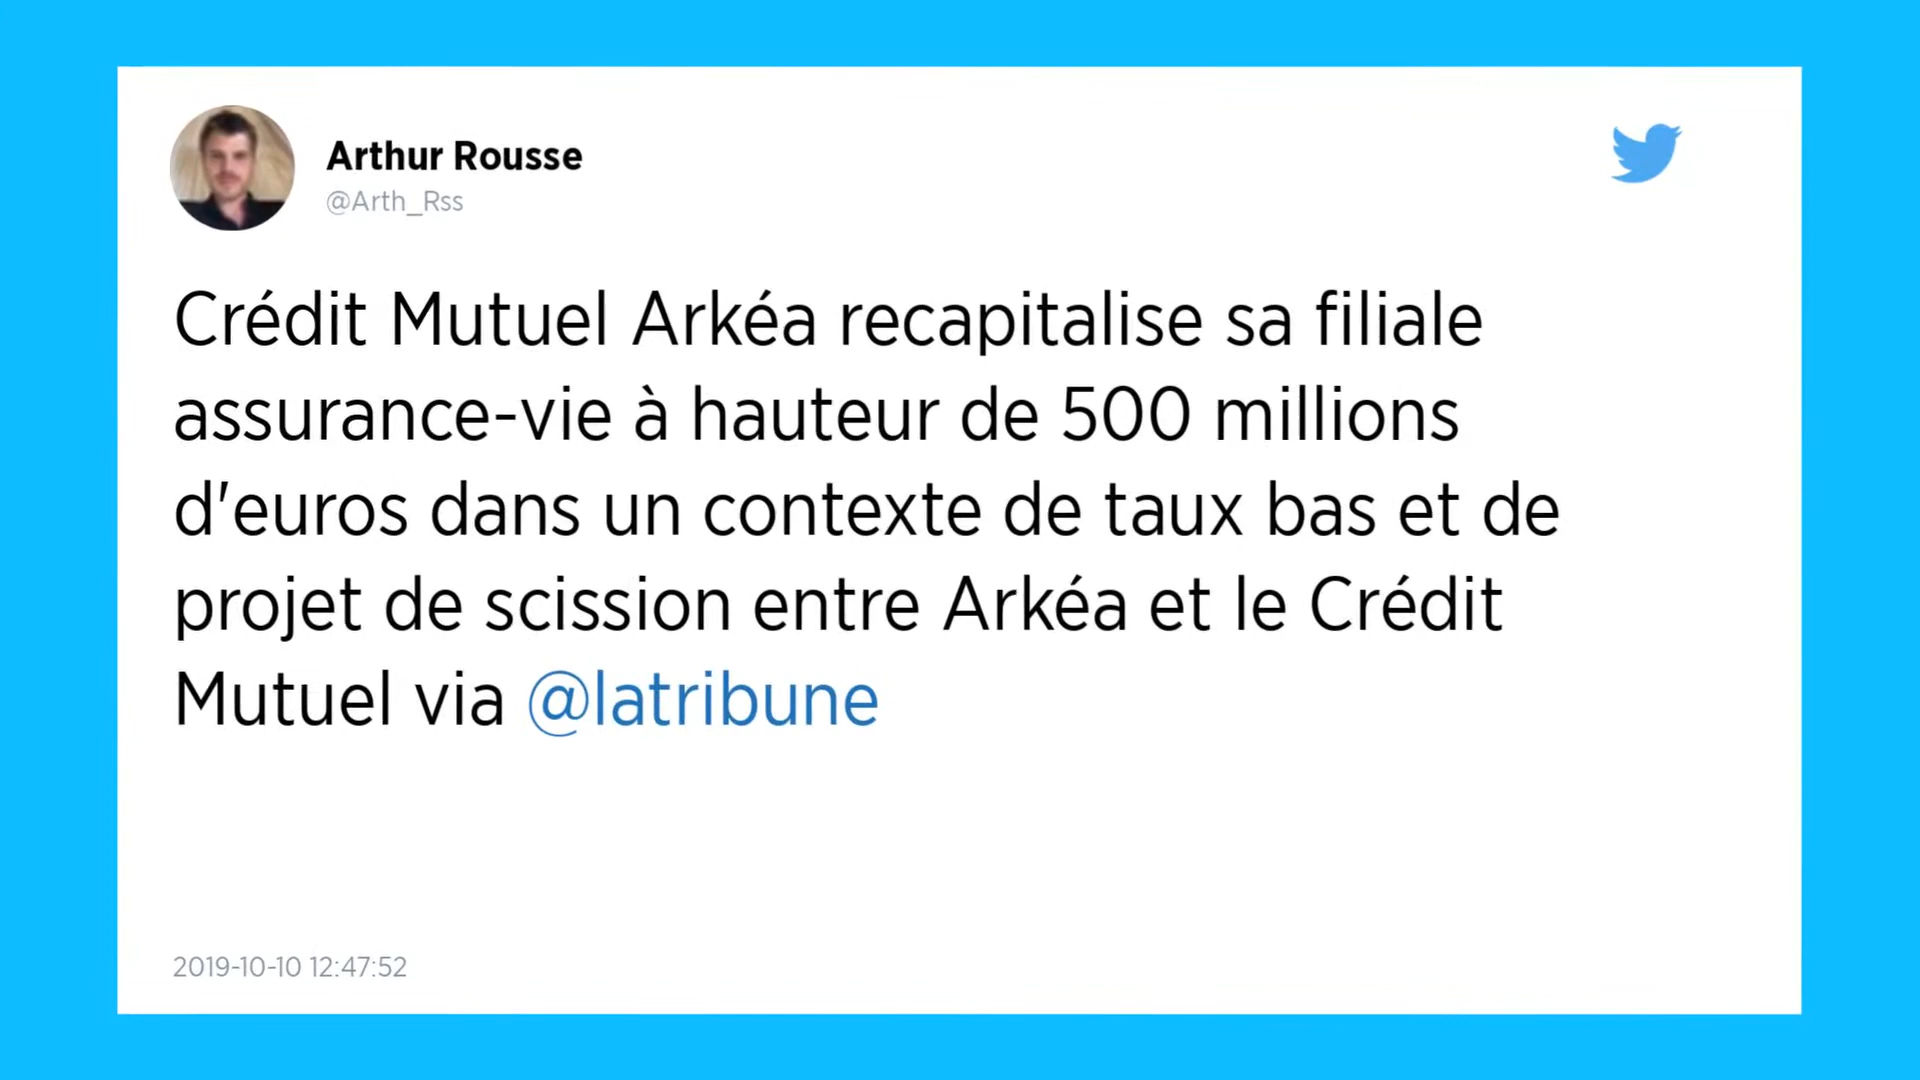 Arthur Rousse
@Arth_Rss
Crédit Mutuel Arkéa recapitalise sa filiale
assurance-vie à hauteur de 500 millions
d'euros dans un contexte de taux bas et de
projet de scission entre Arkéa et le Crédit
Mutuel via @latribune
2019-10-10 12:47:52